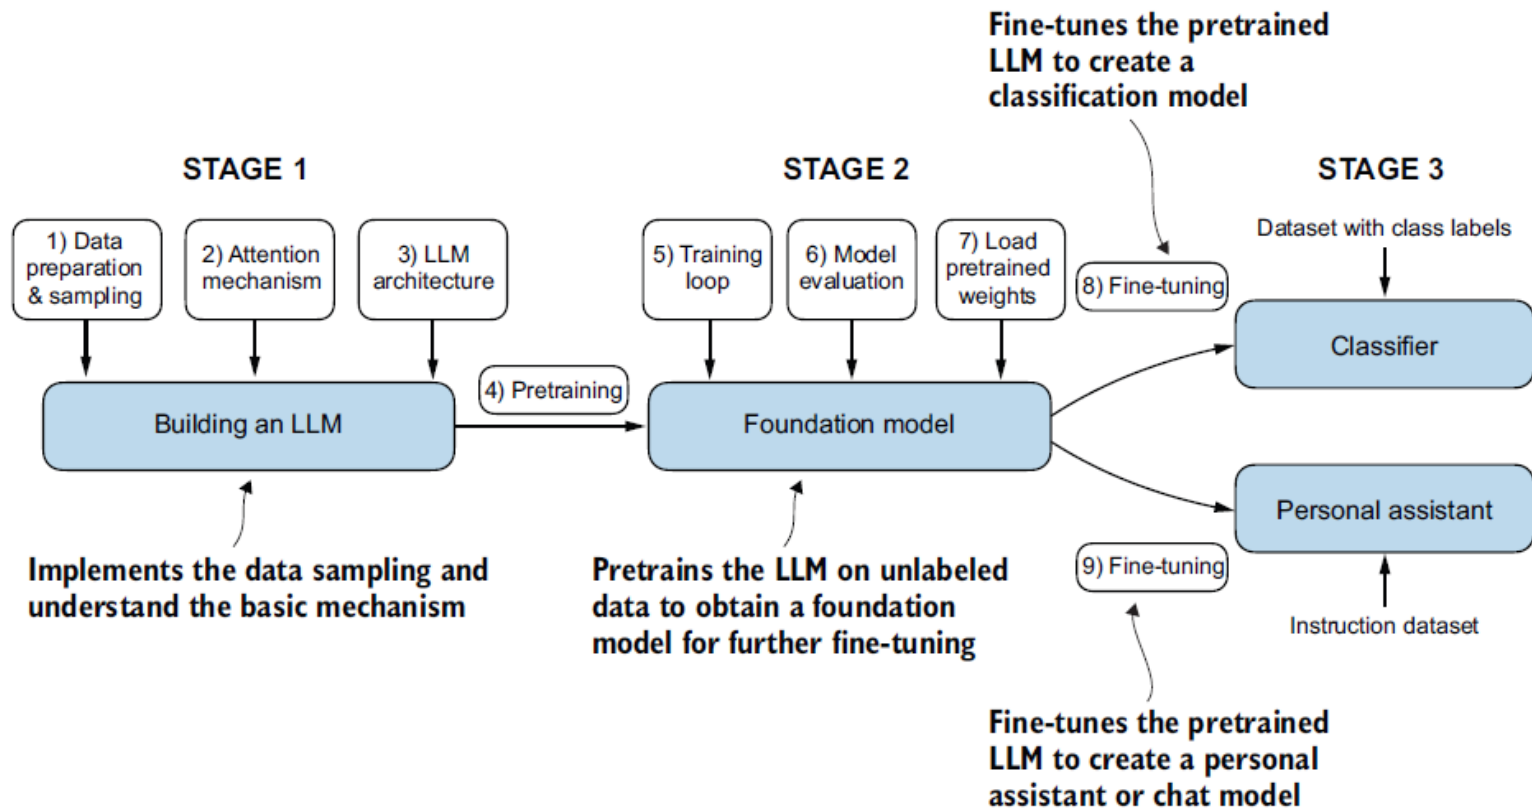 Fine-tunes the pretrained
LLM to create a
classification model
STAGE 1
STAGE 2
STAGE 3
1) Data
preparation
& sampling
2) Attention
mechanism
3) LLM
architecture
4) Pretraining
Building an LLM
Implements the data sampling and
understand the basic mechanism
5) Training
loop
6) Model
evaluation
7) Load
pretrained
weights
Foundation model
Pretrains the LLM on unlabeled
data to obtain a foundation
model for further fine-tuning
8) Fine-tuning
Dataset with class labels
Classifier
Personal assistant
9) Fine-tuning
Instruction dataset
Fine-tunes the pretrained
LLM to create a personal
assistant or chat model